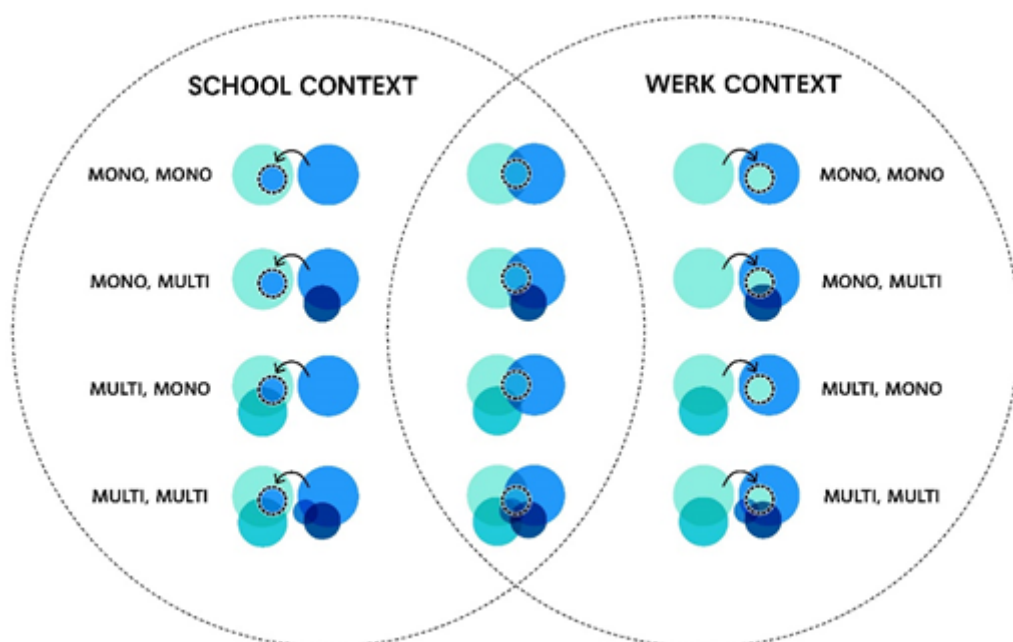 SCHOOL CONTEXT
WERK CONTEXT
MONO, MONO
MONO, MONO
MONO, MULTI
MONO, MULTI
MULTI, MONO
MULTI, MONO
MULTI, MULTI
MULTI, MULTI